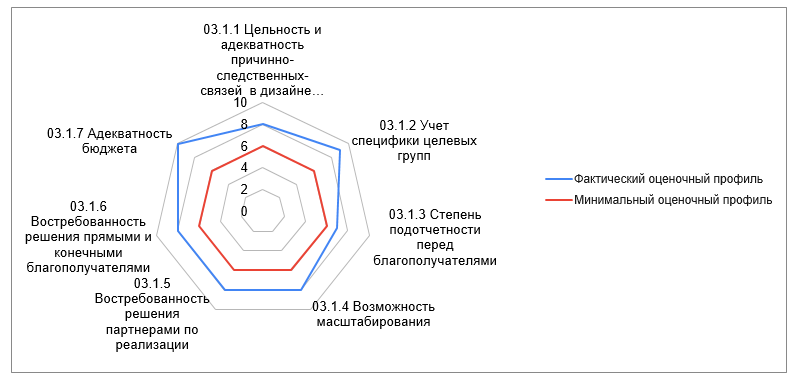 03.1.1 Цельность и
адекватность
причинно-
следственных-
связей в дизайне…
10
8
6
4
2
0
03.1.2 Учет
специфики целевых
групп
03.1.3 Степень
подотчетности
перед
благополучателями
03.1.4 Возможность
масштабирования
03.1.5
Востребованность
решения
партнерами по
реализации
03.1.6
Востребованность
решения прямыми и
конечными
благополучателями
03.1.7 Адекватность
бюджета
Фактический оценочный профиль
Минимальный оценочный профиль